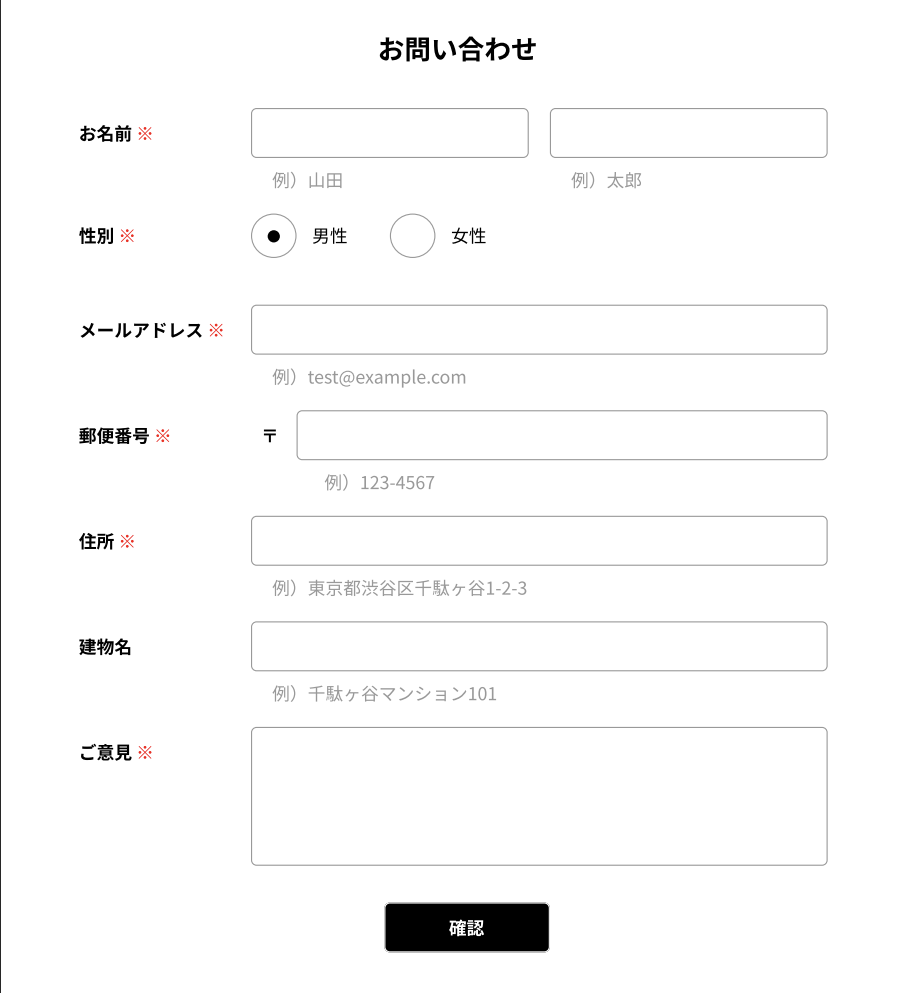 お問い合わせ
お名前 ※
例）山田 例）太郎
性別 ※ 男性 女性
メールアドレス ※
例）test@example.com
郵便番号 ※ 〒
例）123-4567
住所 ※
例）東京都渋谷区千駄ヶ谷1-2-3
建物名
例）千駄ヶ谷マンション101
ご意見 ※
確認